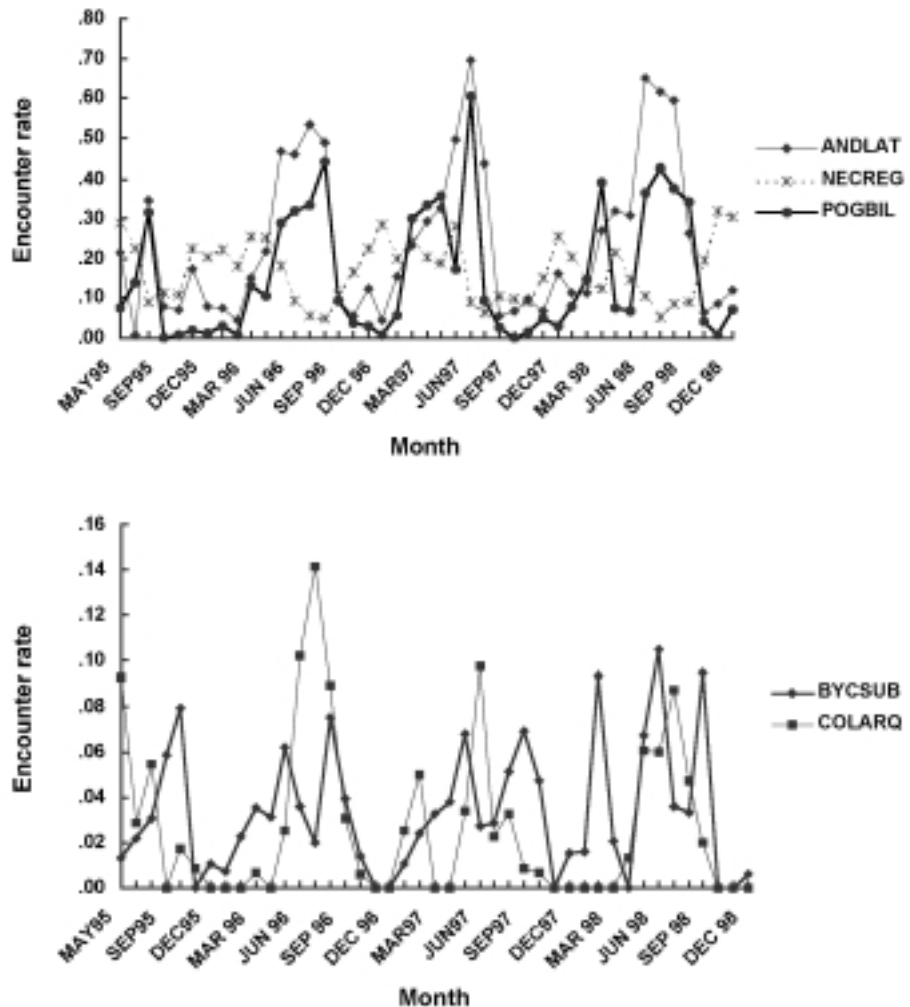 .80
.70
.60
.50
.40
.30
.20
.10
.00
Encounter rate
MAY95
SEP95
DEC95
MAR 96
JUN 96
SEP 96
DEC 96
MAR97
JUN97
SEP97
DEC97
MAR 98
JUN 98
SEP 98
DEC 98
Month
ANDLAT
NECREG
POGBIL
.16
.14
.12
.10
.08
.06
.04
.02
.00
Encounter rate
MAY95
SEP95
DEC95
MAR 96
JUN 96
SEP 96
DEC 96
MAR97
JUN97
SEP97
DEC97
MAR 98
JUN 98
SEP 98
DEC 98
Month
BYCSUB
COLARQ